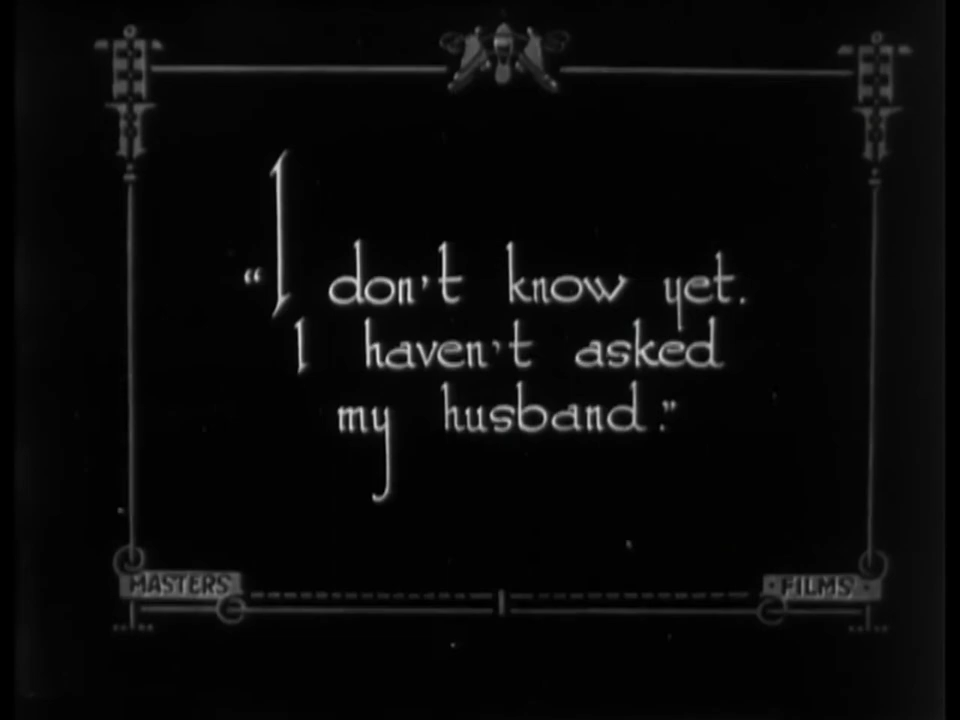 “I don't know yet.
I haven't asked
my husband.”
MASTERS
· FILMS ·